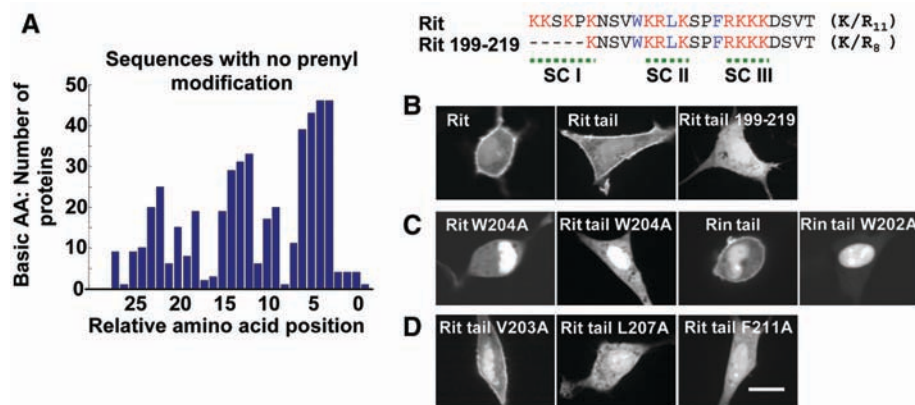 A
Sequences with no prenyl
modification
Basic AA: Number of
proteins
50
40
30
20
10
0
25 20 15 10 5 0
Relative amino acid position
Rit KKSKPKNSVWKRLKSPFRKKKDSVT (K/R11)
Rit 199-219 -----KNSVWKRLKSPFRKKKDSVT (K/R8)
SC I SC II SC III
B
Rit Rit tail Rit tail 199-219
C
Rit W204A Rit tail W204A Rin tail Rin tail W202A
D
Rit tail V203A Rit tail L207A Rit tail F211A